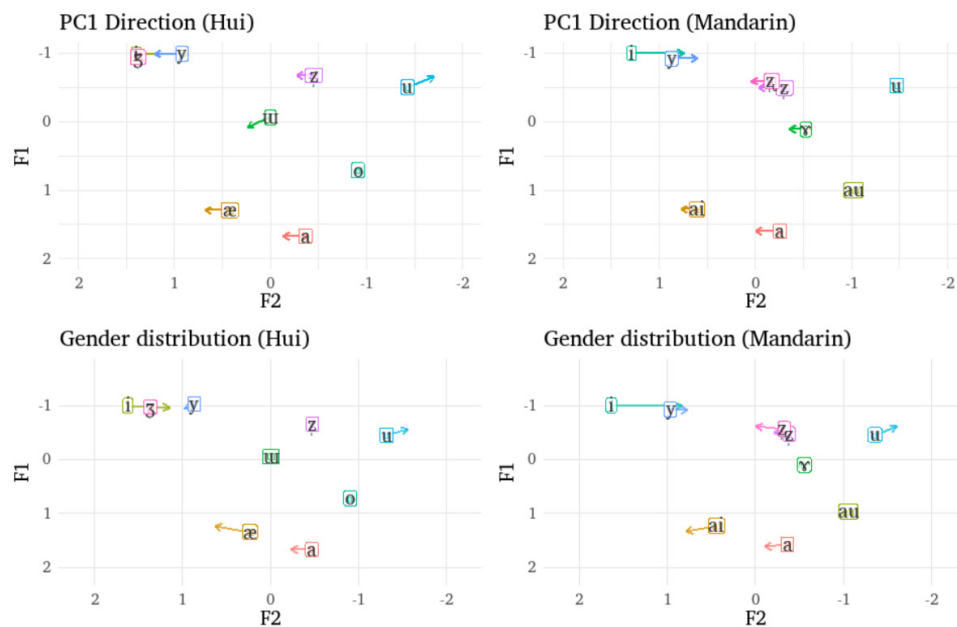 PC1 Direction (Hui)
PC1 Direction (Mandarin)
-1
i
ʒ
y
z̩
u
0
ɯ
F1
o
1
æ
a
2
2
1
0
-1
-2
F2
-1
i
y
z̩
ʐ̩
u
0
ɤ
F1
au
1
ai
a
2
2
1
0
-1
-2
F2
Gender distribution (Hui)
Gender distribution (Mandarin)
-1
i
ʒ
y
z̩
u
0
ɯ
F1
o
1
æ
a
2
2
1
0
-1
-2
F2
-1
i
y
ʐ̩
z̩
u
0
ɤ
F1
au
1
ai
a
2
2
1
0
-1
-2
F2